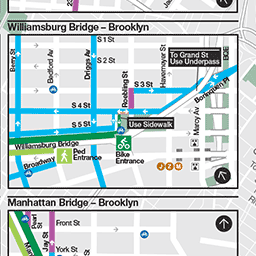 Williamsburg Bridge – Brooklyn
To Grand St
Use Underpass
S 1 St
Berry St
Bedford Av
Driggs Av
Roebling St
Havemeyer St
BQE
S 3 St
Borinquen Pl
S 4 St
S 5 St
Use Sidewalk
Marcy Av
Williamsburg Bridge
Broadway
Ped
Entrance
Bike
Entrance
J Z M
Manhattan Bridge – Brooklyn
Pearl St
Jay St
Front St
York St